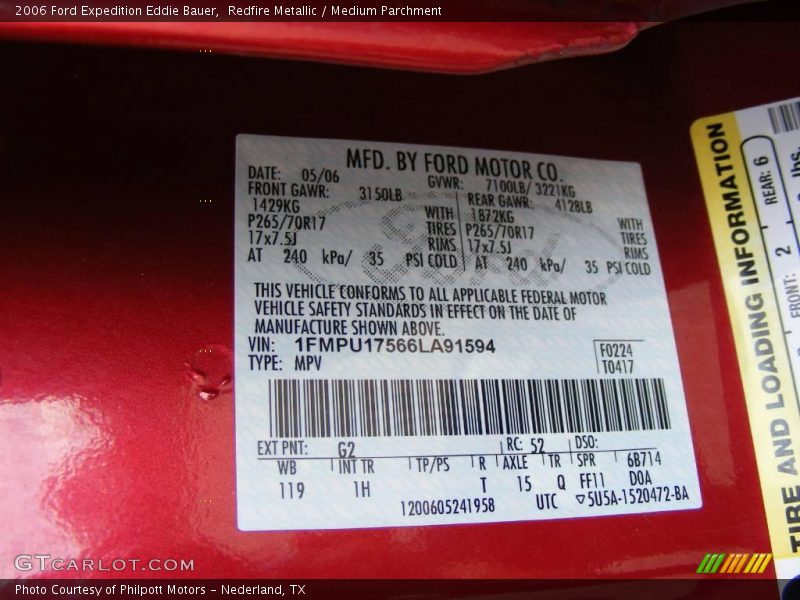 2006 Ford Expedition Eddie Bauer,  Redfire Metallic / Medium Parchment
MFD. BY FORD MOTOR CO.
DATE: 05/06 GVWR: 7100LB/ 3221KG
FRONT GAWR: 3150LB REAR GAWR: 4128LB
1429KG WITH 1872KG WITH
P265/70R17 TIRES P265/70R17 TIRES
17x7.5J RIMS 17x7.5J RIMS
AT 240 kPa/ 35 PSI COLD AT 240 kPa/ 35 PSI COLD
Ford
THIS VEHICLE CONFORMS TO ALL APPLICABLE FEDERAL MOTOR
VEHICLE SAFETY STANDARDS IN EFFECT ON THE DATE OF
MANUFACTURE SHOWN ABOVE.
VIN: 1FMPU17566LA91594 F0224
TYPE: MPV T0417
EXT PNT: G2 RC: 52 DSO:
WB INT TR TP/PS R AXLE TR SPR 6B714
119 1H T 15 Q FF11 DOA
1200605241958 UTC ▽5U5A-1520472-BA
TIRE AND LOADING INFORMATION
REAR: 6
FRONT: 2
lbs.
GTCARLOT.COM
Photo Courtesy of Philpott Motors - Nederland, TX